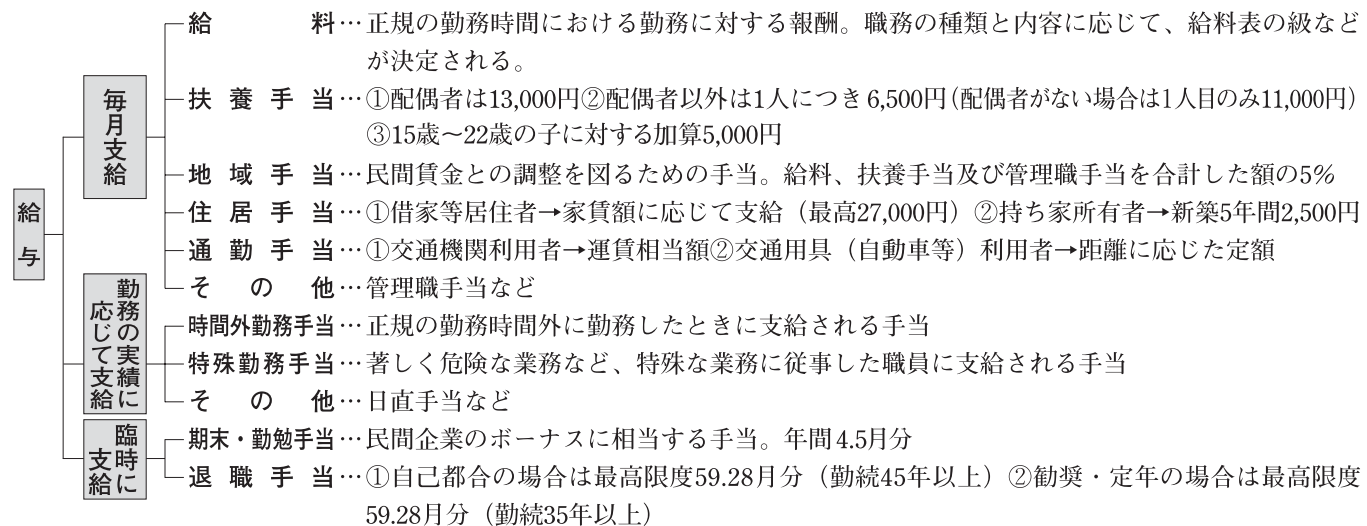 給与
毎月支給
給料…正規の勤務時間における勤務に対する報酬。職務の種類と内容に応じて、給料表の級など
が決定される。
扶養手当…①配偶者は13,000円②配偶者以外は1人につき6,500円(配偶者がない場合は1人目のみ11,000円)
③15歳〜22歳の子に対する加算5,000円
地域手当…民間賃金との調整を図るための手当。給料、扶養手当及び管理職手当を合計した額の5%
住居手当…①借家等居住者→家賃額に応じて支給(最高27,000円)②持ち家所有者→新築5年間2,500円
通勤手当…①交通機関利用者→運賃相当額②交通用具(自動車等)利用者→距離に応じた定額
その他…管理職手当など
勤務の実績に
応じて支給
時間外勤務手当…正規の勤務時間外に勤務したときに支給される手当
特殊勤務手当…著しく危険な業務など、特殊な業務に従事した職員に支給される手当
その他…日直手当など
臨時に
支給
期末・勤勉手当…民間企業のボーナスに相当する手当。年間4.5月分
退職手当…①自己都合の場合は最高限度59.28月分(勤続45年以上)②勧奨・定年の場合は最高限度
59.28月分(勤続35年以上)